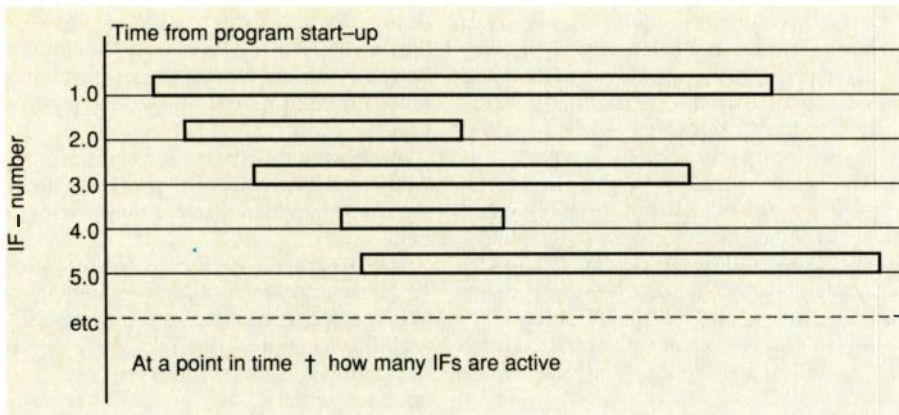 Time from program start–up
1.0
2.0
3.0
4.0
5.0
etc
IF – number
At a point in time † how many IFs are active